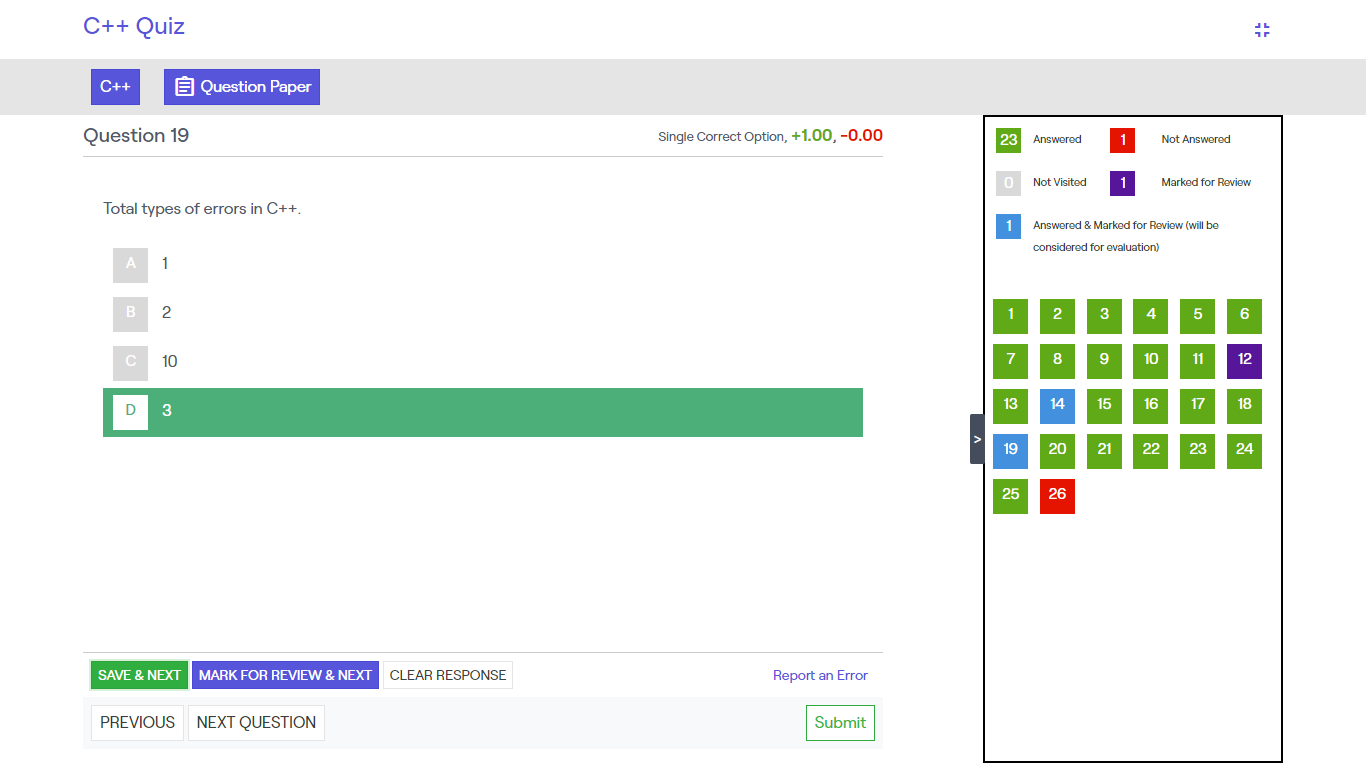 C++ Quiz
C++ Question Paper
Question 19
Single Correct Option, +1.00, -0.00
Total types of errors in C++.
A 1
B 2
C 10
D 3
SAVE & NEXT MARK FOR REVIEW & NEXT CLEAR RESPONSE Report an Error
PREVIOUS NEXT QUESTION Submit
23 Answered 1 Not Answered
0 Not Visited 1 Marked for Review
1 Answered & Marked for Review (will be
considered for evaluation)
1 2 3 4 5 6
7 8 9 10 11 12
13 14 15 16 17 18
>
19 20 21 22 23 24
25 26